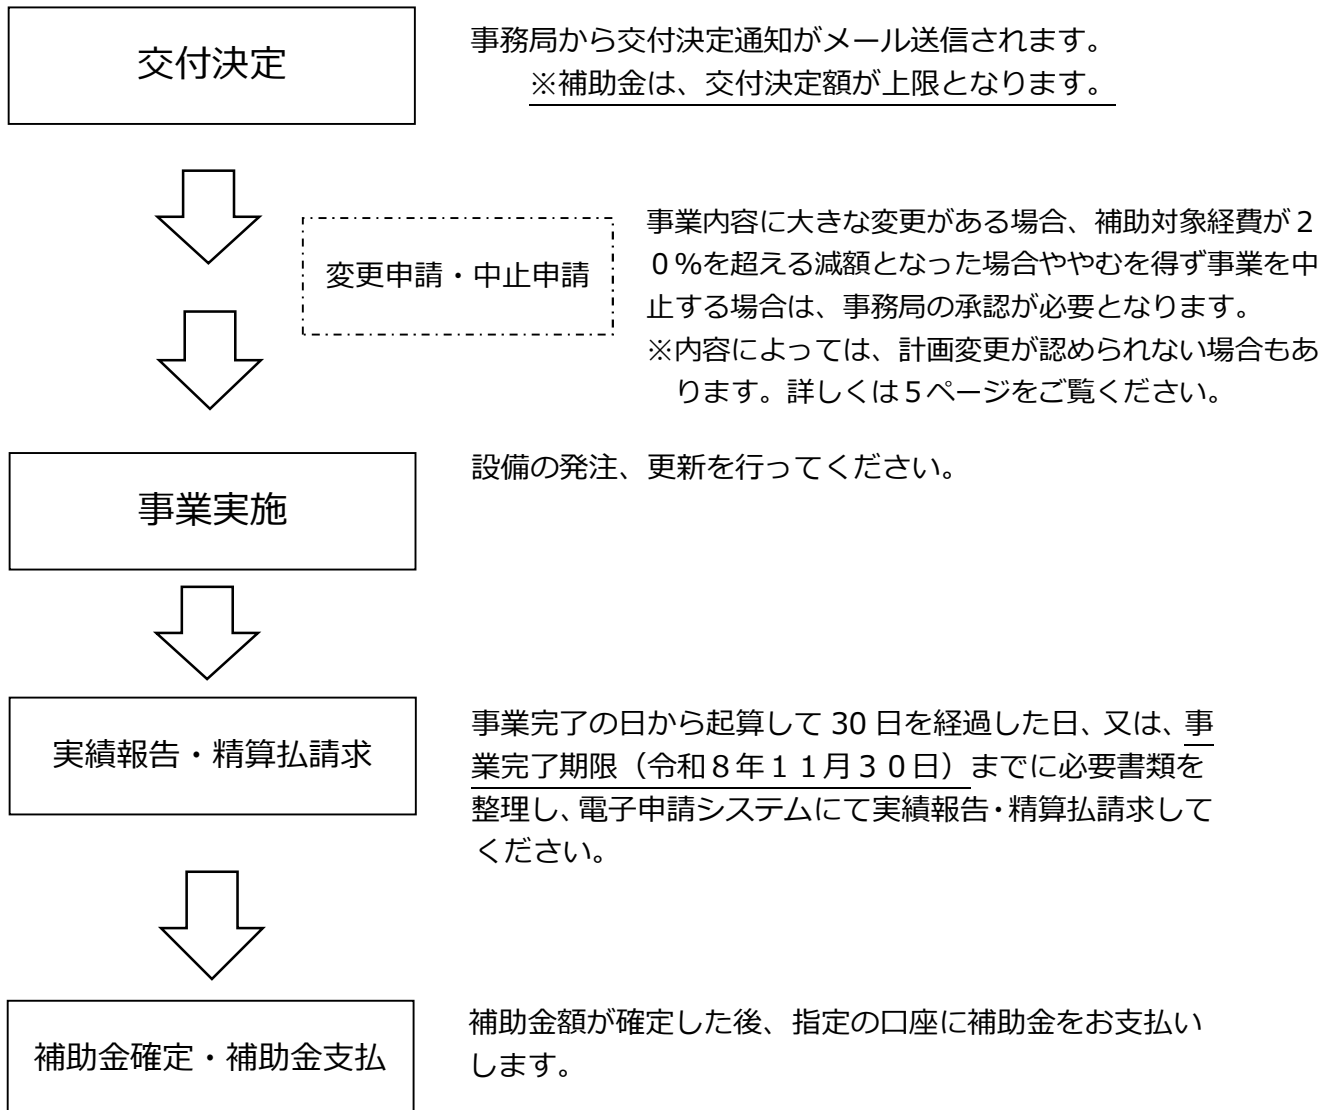 交付決定
事務局から交付決定通知がメール送信されます。
※補助金は、交付決定額が上限となります。
変更申請・中止申請
事業内容に大きな変更がある場合、補助対象経費が２
０％を超える減額となった場合ややむを得ず事業を中
止する場合は、事務局の承認が必要となります。
※内容によっては、計画変更が認められない場合もあ
ります。詳しくは５ページをご覧ください。
事業実施
設備の発注、更新を行ってください。
実績報告・精算払請求
事業完了の日から起算して 30 日を経過した日、又は、事
業完了期限（令和８年１１月３０日）までに必要書類を
整理し、電子申請システムにて実績報告・精算払請求して
ください。
補助金確定・補助金支払
補助金額が確定した後、指定の口座に補助金をお支払い
します。